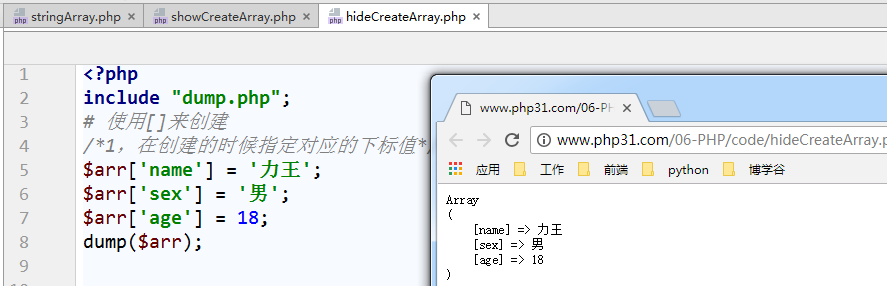 stringArray.php × showCreateArray.php × hideCreateArray.php ×
1 <?php
2 include "dump.php";
3 # 使用[]来创建
4 /*1，在创建的时候指定对应的下标值*/
5 $arr['name'] = '力王';
6 $arr['sex'] = '男';
7 $arr['age'] = 18;
8 dump($arr);
9
10
www.php31.com/06-PH ×
www.php31.com/06-PHP/code/hideCreateArray.p
应用 工作 前端 python 博学谷
Array
(
[name] => 力王
[sex] => 男
[age] => 18
)